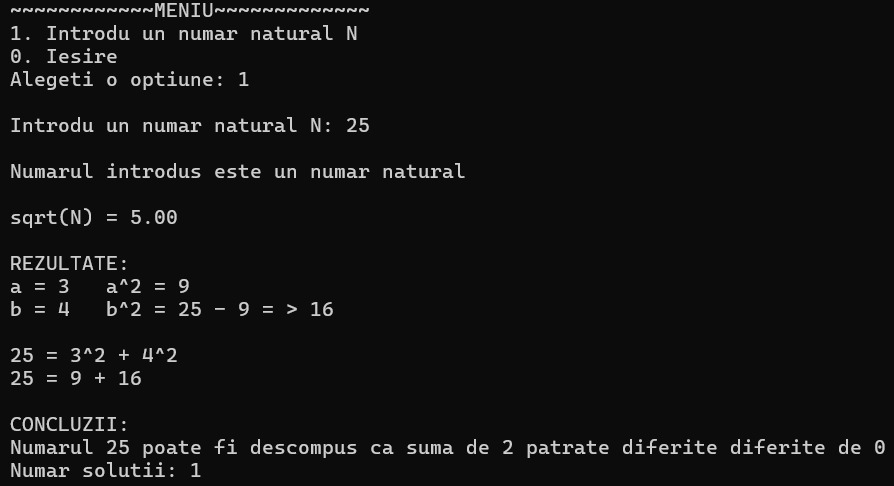 ~~~~~~~~~~~~MENIU~~~~~~~~~~~~~
1. Introdu un numar natural N
0. Iesire
Alegeti o optiune: 1
Introdu un numar natural N: 25
Numarul introdus este un numar natural
sqrt(N) = 5.00
REZULTATE:
a = 3   a^2 = 9
b = 4   b^2 = 25 - 9 = > 16
25 = 3^2 + 4^2
25 = 9 + 16
CONCLUZII:
Numarul 25 poate fi descompus ca suma de 2 patrate diferite diferite de 0
Numar solutii: 1